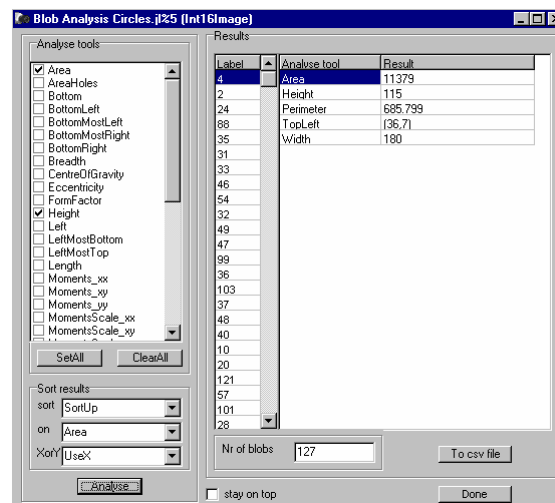 Blob Analysis Circles.jl%5 (Int16Image)
Analyse tools
Area
AreaHoles
Bottom
BottomLeft
BottomMostLeft
BottomMostRight
BottomRight
Breadth
CentreOfGravity
Eccentricity
FormFactor
Height
Left
LeftMostBottom
LeftMostTop
Length
Moments_xx
Moments_xy
Moments_yy
MomentsScale_xx
MomentsScale_xy
SetAll ClearAll
Sort results
sort SortUp
on Area
XorY UseX
Analyse
Results
Label Analyse tool Result
4 Area 11379
2 Height 115
24 Perimeter 685.799
88 TopLeft (36,7)
35 Width 180
31
33
46
54
32
49
47
99
36
103
37
48
40
10
20
121
57
101
28
Nr of blobs 127
To csv file
stay on top
Done